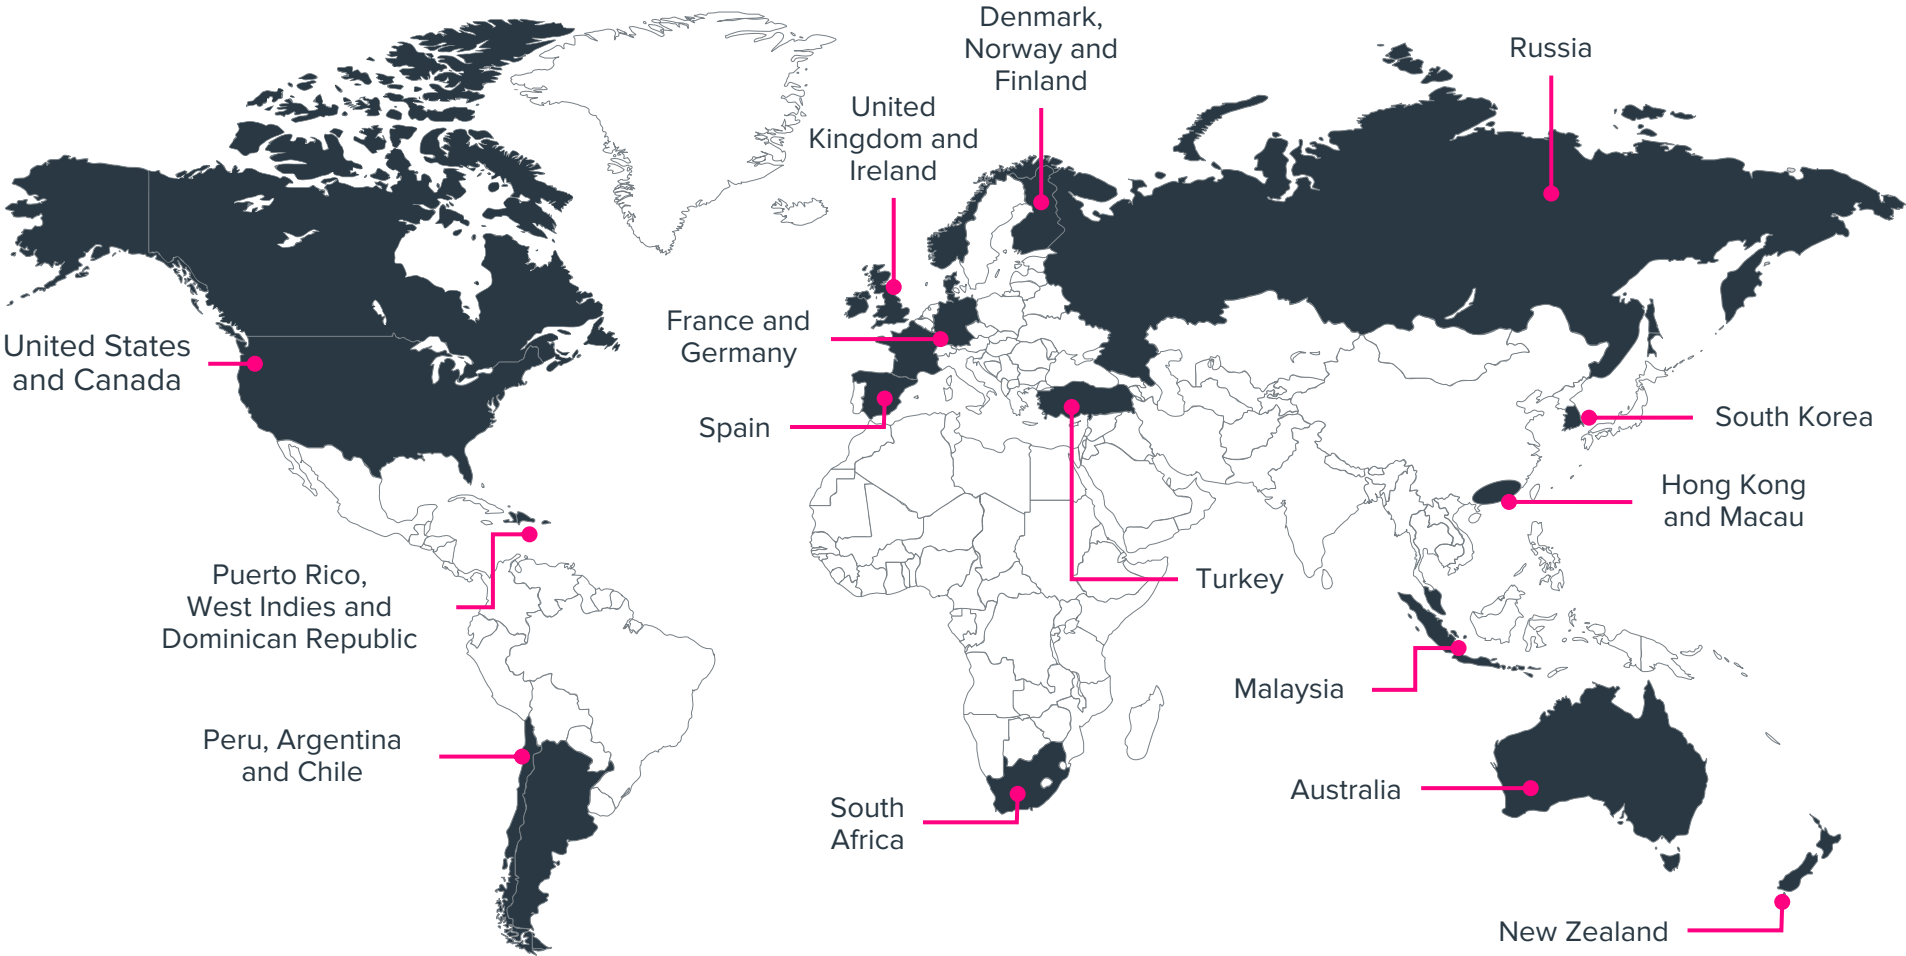 Denmark,
Norway and
Finland
Russia
United
Kingdom and
Ireland
United States
and Canada
France and
Germany
Spain
South Korea
Hong Kong
and Macau
Puerto Rico,
West Indies and
Dominican Republic
Turkey
Malaysia
Peru, Argentina
and Chile
South
Africa
Australia
New Zealand